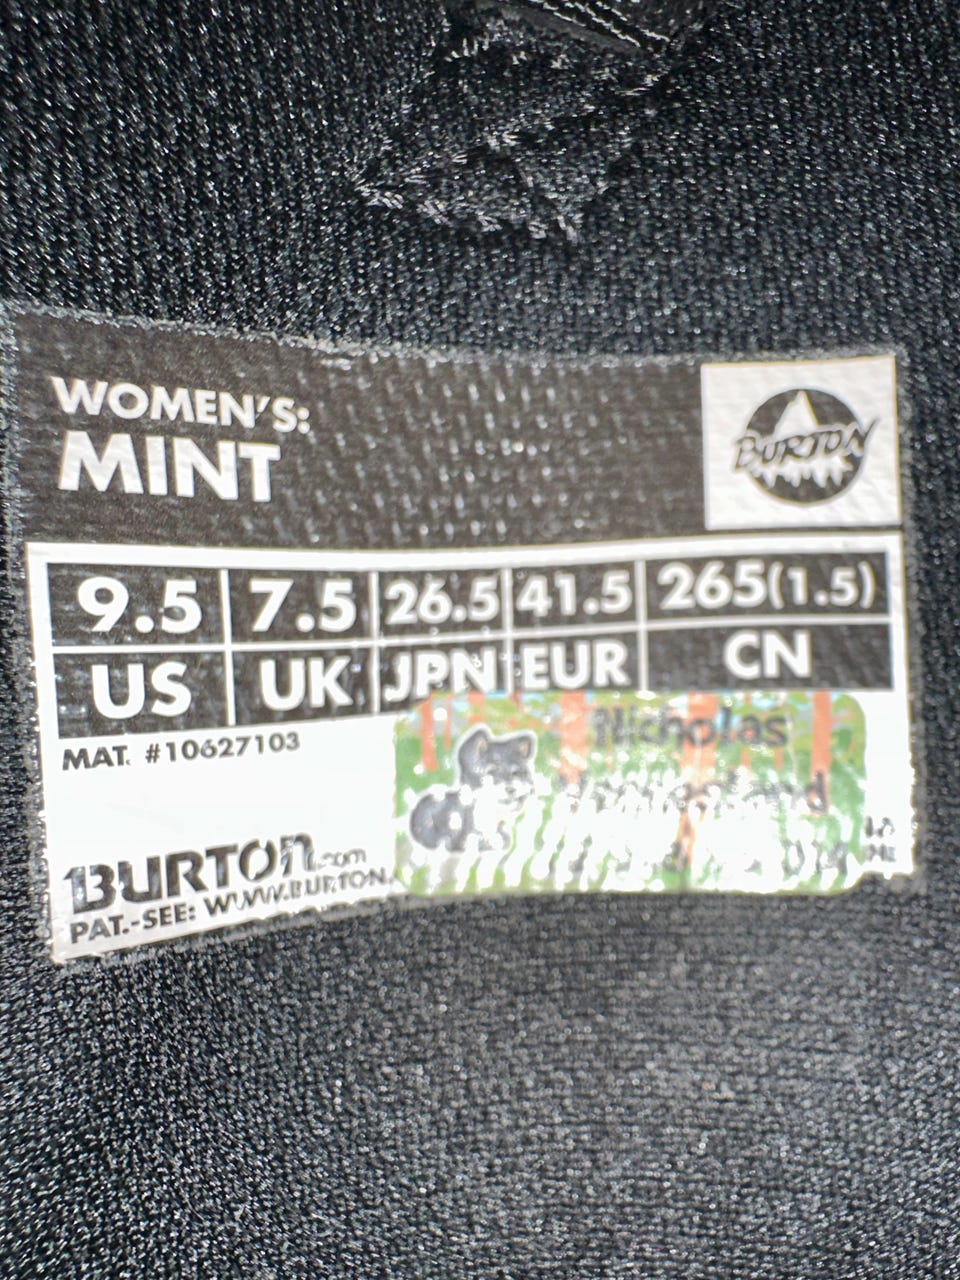 WOMEN'S:
MINT
BURTON
9.5 7.5 26.5 41.5 265(1.5)
US UK JPN EUR CN
MAT. #10627103
Nicholas
BURTON.com
PAT.-SEE: WWW.BURTON.